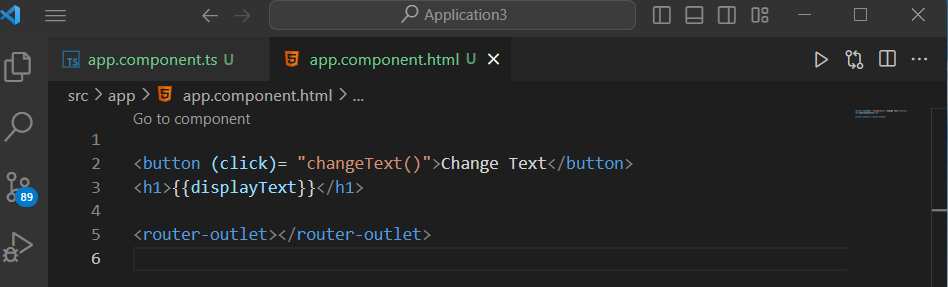 Application3
TS app.component.ts U
app.component.html U
src > app > app.component.html > ...
Go to component
1
2 <button (click)= "changeText()">Change Text</button>
3 <h1>{{displayText}}</h1>
4
5 <router-outlet></router-outlet>
6
89